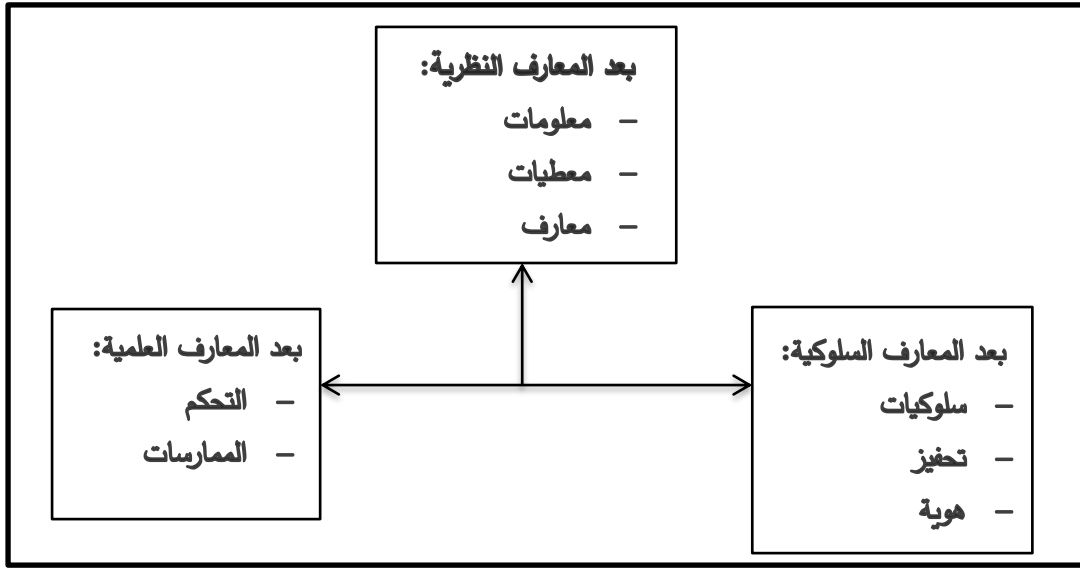 بعد المعارف النظرية:
– معلومات
– معطيات
– معارف
بعد المعارف السلوكية:
– سلوكيات
– تحفيز
– هوية
بعد المعارف العلمية:
– التحكم
– الممارسات